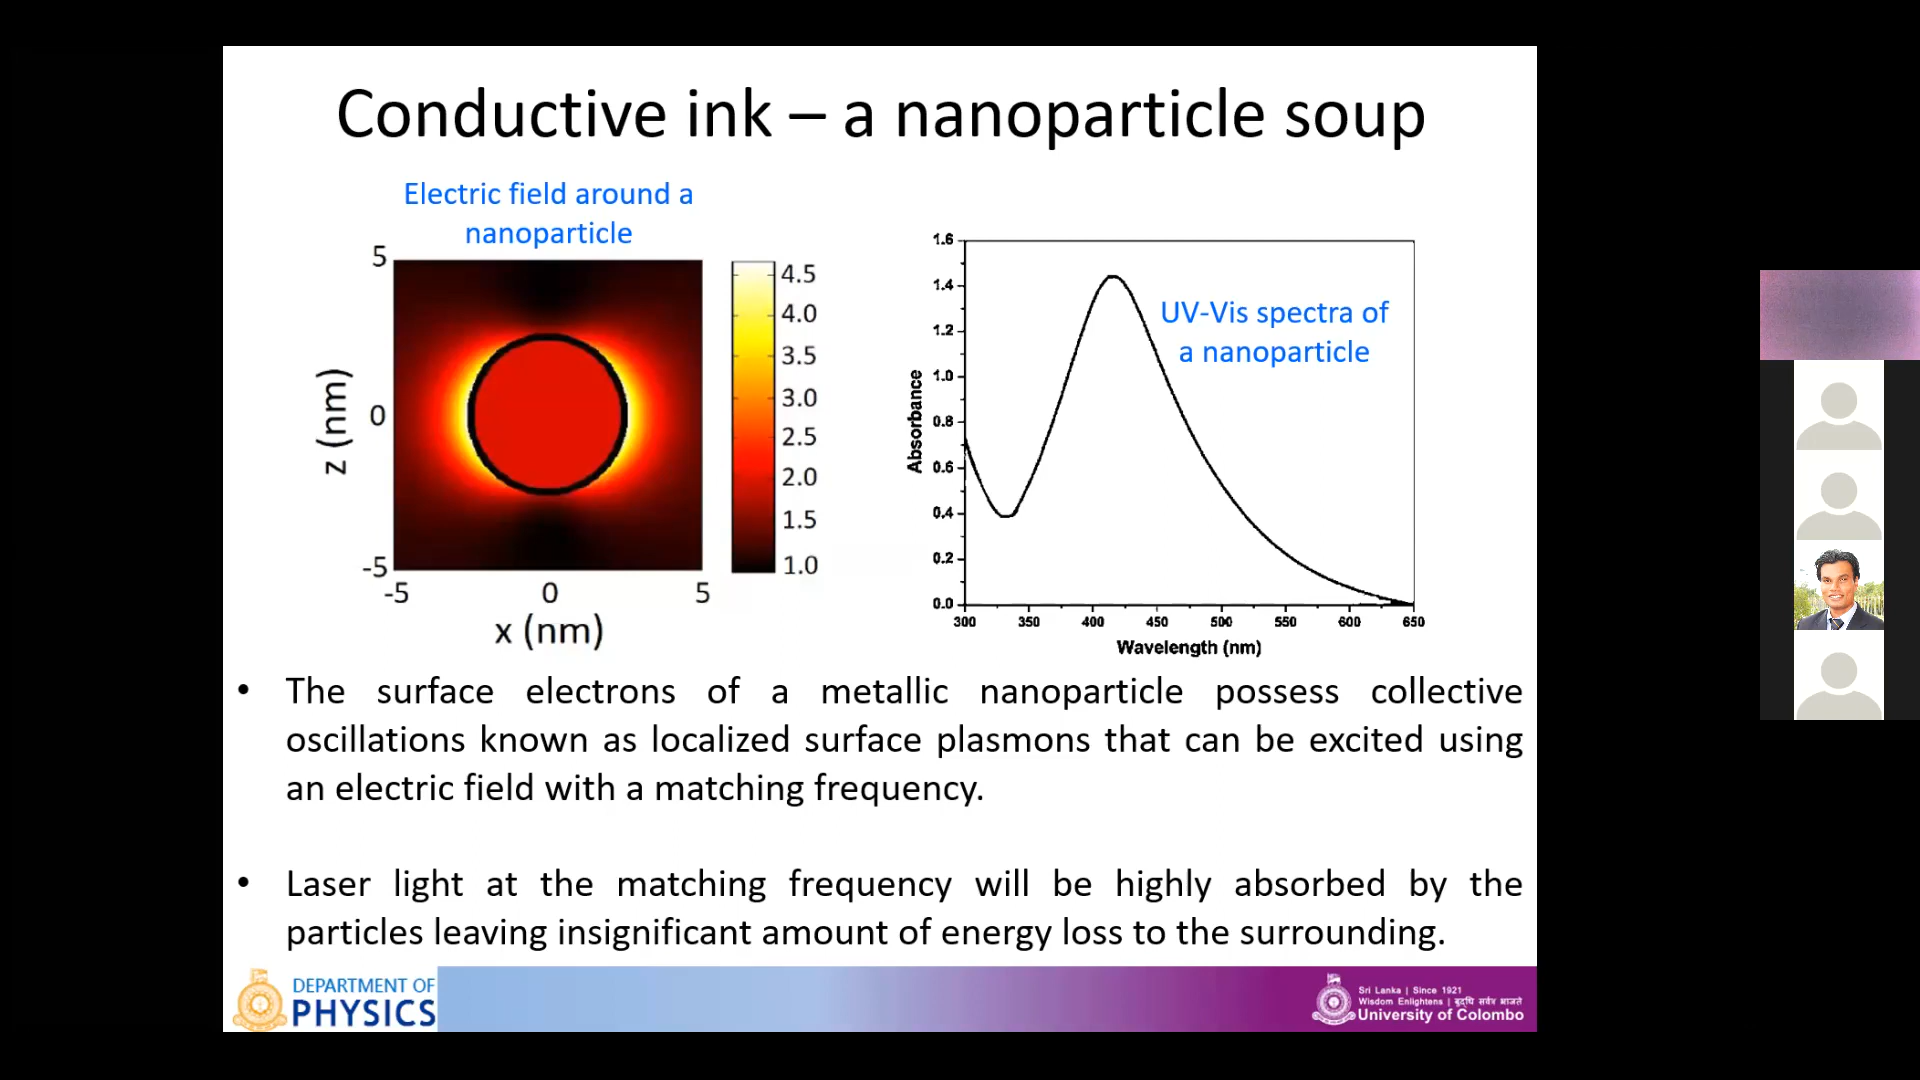 Conductive ink – a nanoparticle soup
Electric field around a
nanoparticle
5
0
-5
z (nm)
-5 0 5
x (nm)
4.5
4.0
3.5
3.0
2.5
2.0
1.5
1.0
UV-Vis spectra of
a nanoparticle
1.6
1.4
1.2
1.0
0.8
0.6
0.4
0.2
0.0
Absorbance
300 350 400 450 500 550 600 650
Wavelength (nm)
• The surface electrons of a metallic nanoparticle possess collective
oscillations known as localized surface plasmons that can be excited using
an electric field with a matching frequency.
• Laser light at the matching frequency will be highly absorbed by the
particles leaving insignificant amount of energy loss to the surrounding.
DEPARTMENT OF
PHYSICS
Sri Lanka | Since 1921
Wisdom Enlightens |
University of Colombo